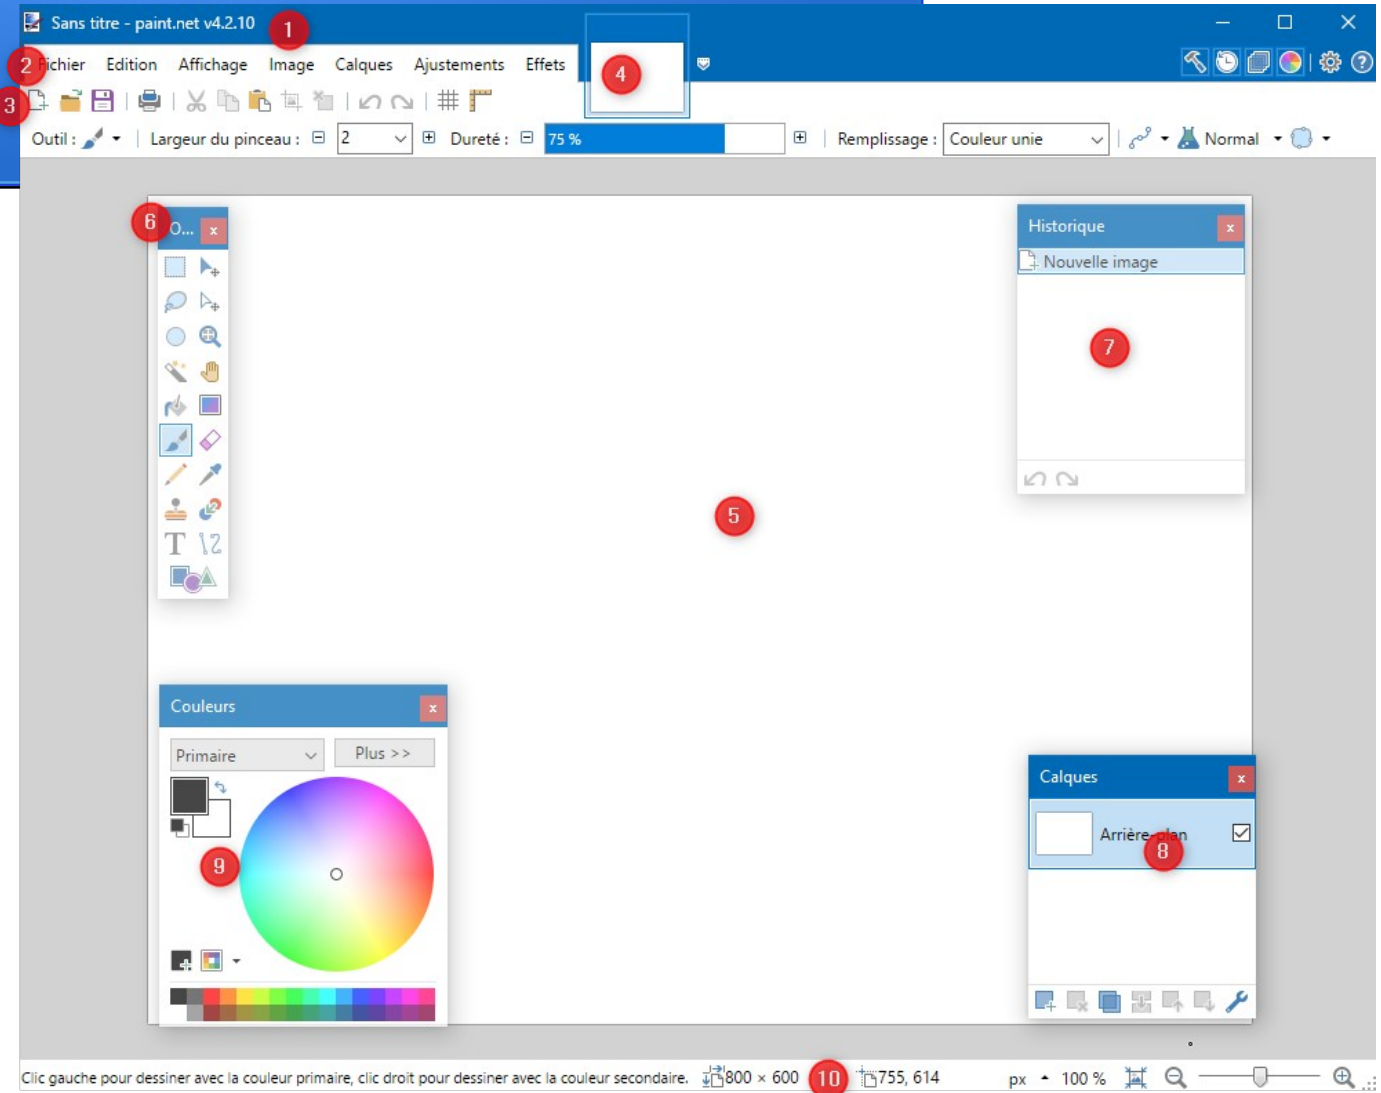 Sans titre - paint.net v4.2.10
1
2
Fichier Edition Affichage Image Calques Ajustements Effets
4
3
Outil : Largeur du pinceau : 2 Dureté : 75 % Remplissage : Couleur unie Normal
6
O...
Historique
Nouvelle image
7
5
Couleurs
Primaire Plus >>
9
Calques
Arrière-plan
8
Clic gauche pour dessiner avec la couleur primaire, clic droit pour dessiner avec la couleur secondaire. 800 × 600 10 755, 614 px 100 %